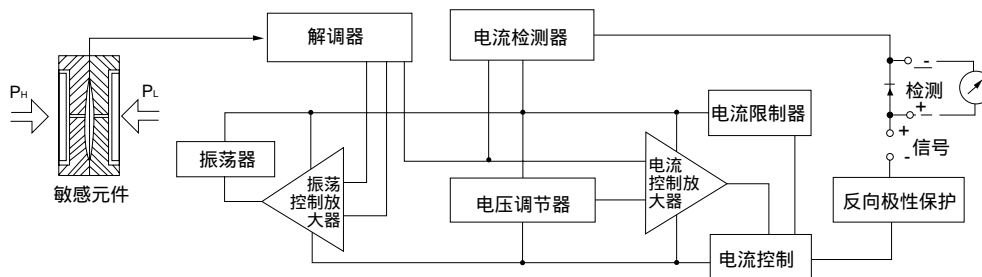 解调器
电流检测器
-
P_H
P_L
检测
+
电流限制器
+
信号
-
振荡器
振荡
控制放
大器
电流
控制放
大器
敏感元件
电压调节器
反向极性保护
电流控制